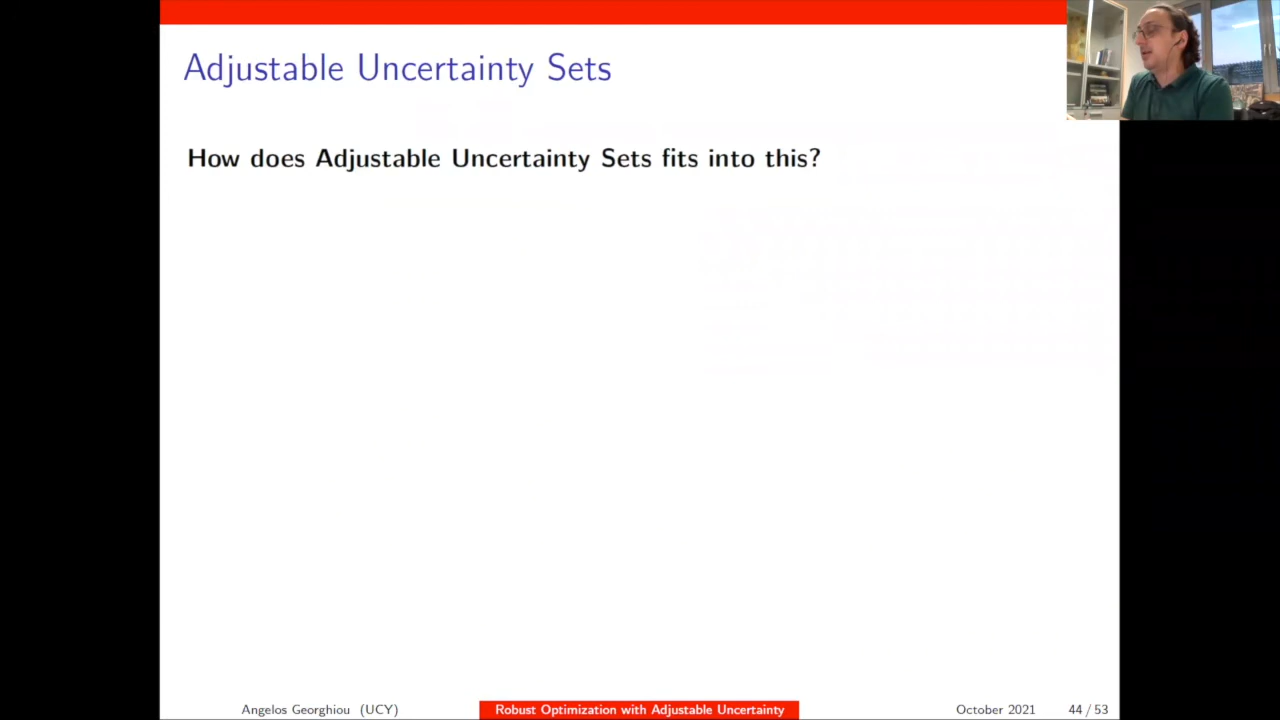 Adjustable Uncertainty Sets
How does Adjustable Uncertainty Sets fits into this?
Angelos Georghiou (UCY)
Robust Optimization with Adjustable Uncertainty
October 2021
44 / 53